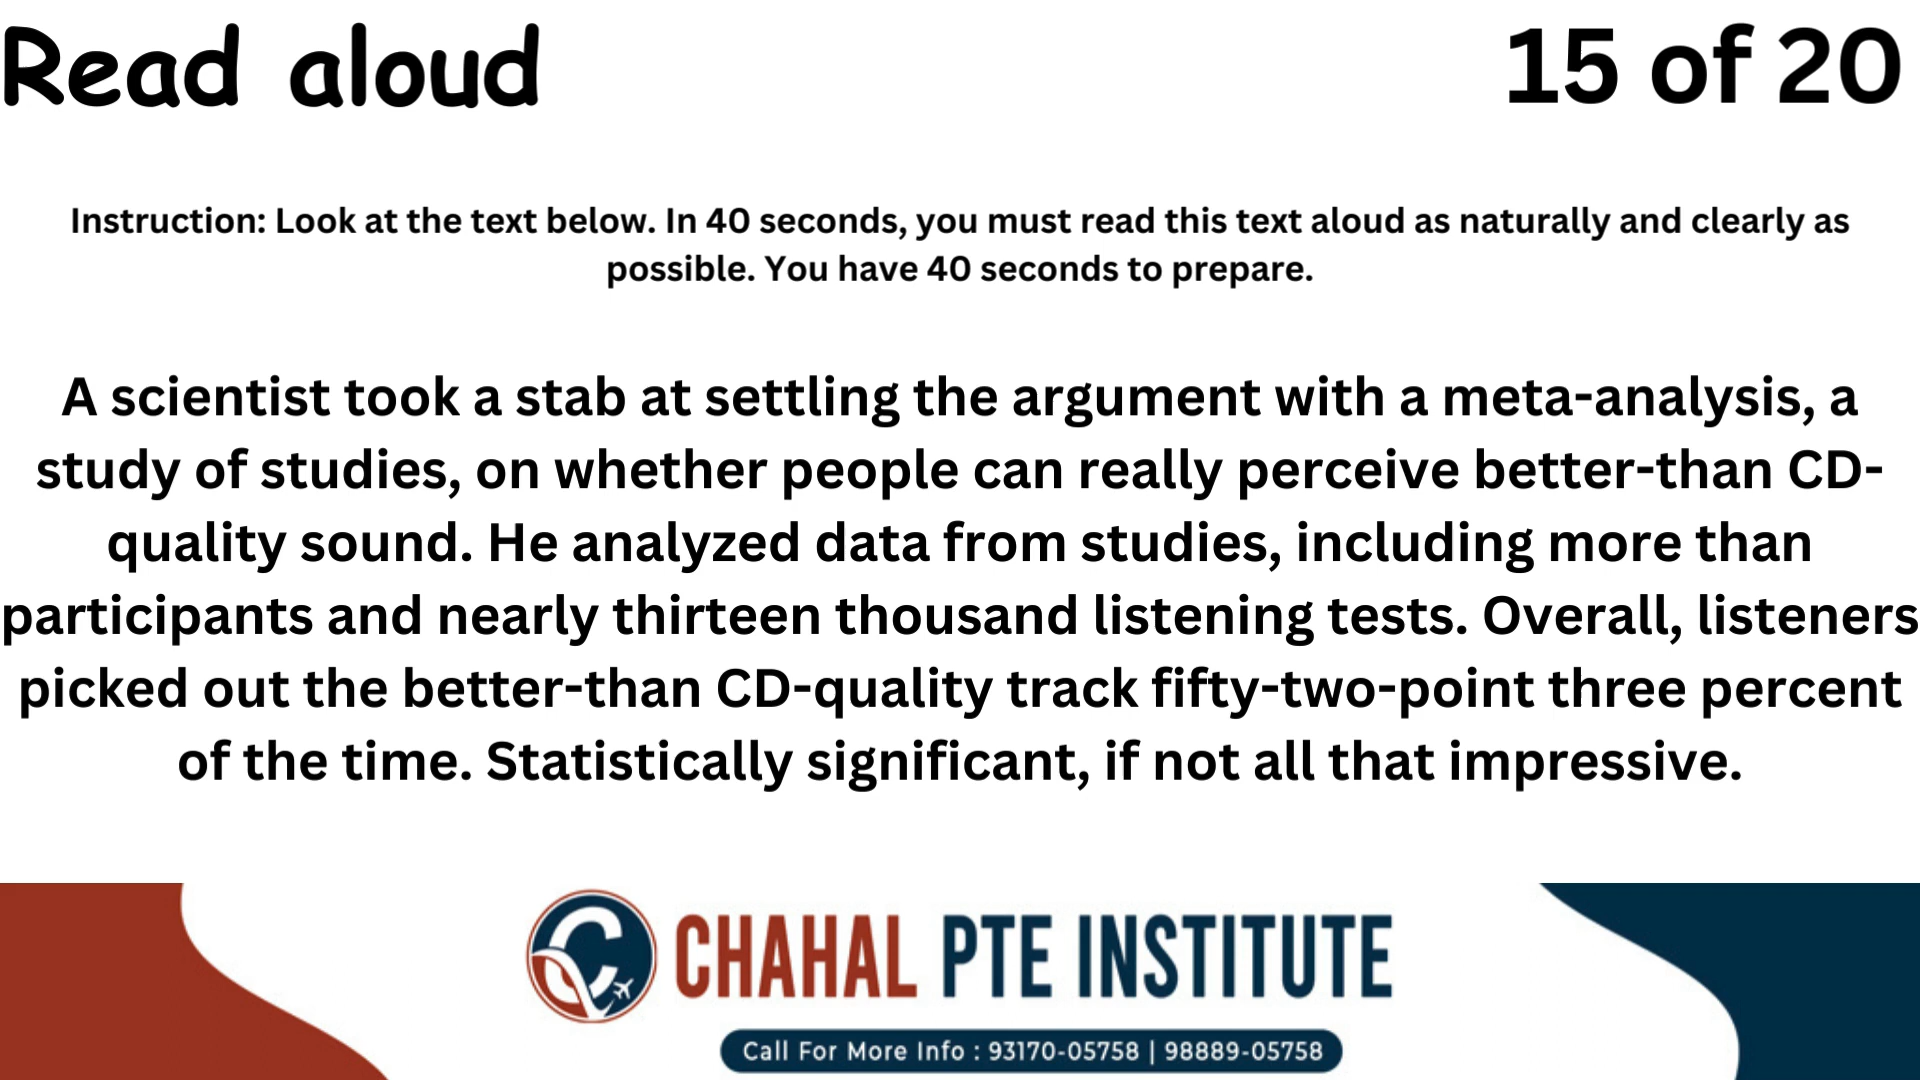 Read aloud
15 of 20
Instruction: Look at the text below. In 40 seconds, you must read this text aloud as naturally and clearly as
possible. You have 40 seconds to prepare.
A scientist took a stab at settling the argument with a meta-analysis, a
study of studies, on whether people can really perceive better-than CD-
quality sound. He analyzed data from studies, including more than
participants and nearly thirteen thousand listening tests. Overall, listeners
picked out the better-than CD-quality track fifty-two-point three percent
of the time. Statistically significant, if not all that impressive.
CHAHAL PTE INSTITUTE
Call For More Info : 93170-05758 | 98889-05758